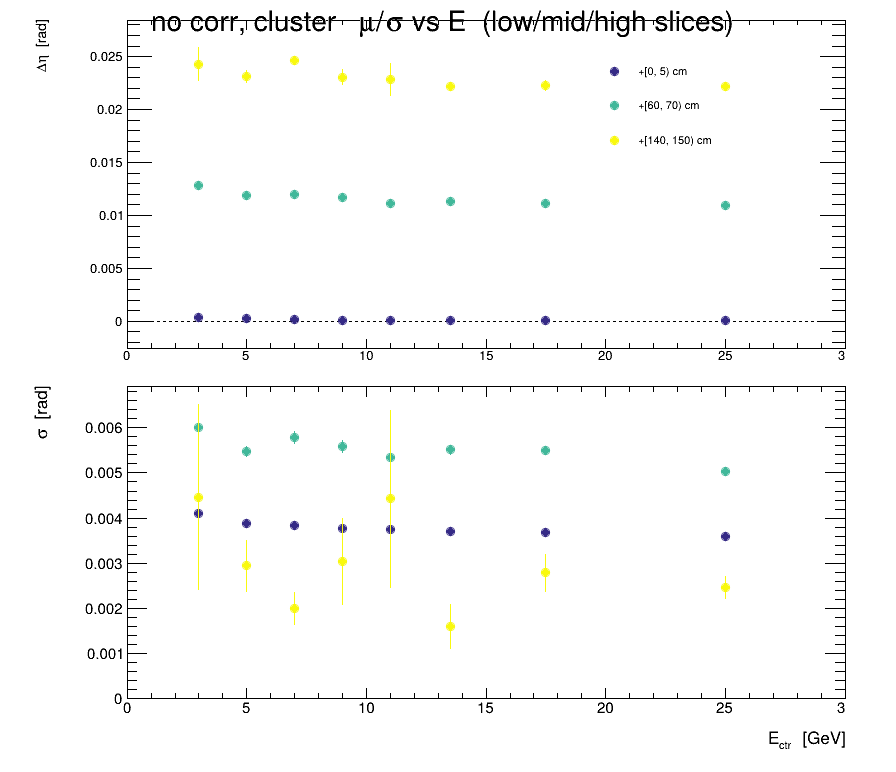 no corr, cluster μ/σ vs E (low/mid/high slices)
Δη [rad]
0.025
0.02
0.015
0.01
0.005
0
+[0, 5) cm
+[60, 70) cm
+[140, 150) cm
0 5 10 15 20 25 3
σ [rad]
0.006
0.005
0.004
0.003
0.002
0.001
0
0 5 10 15 20 25 3
E_ctr [GeV]